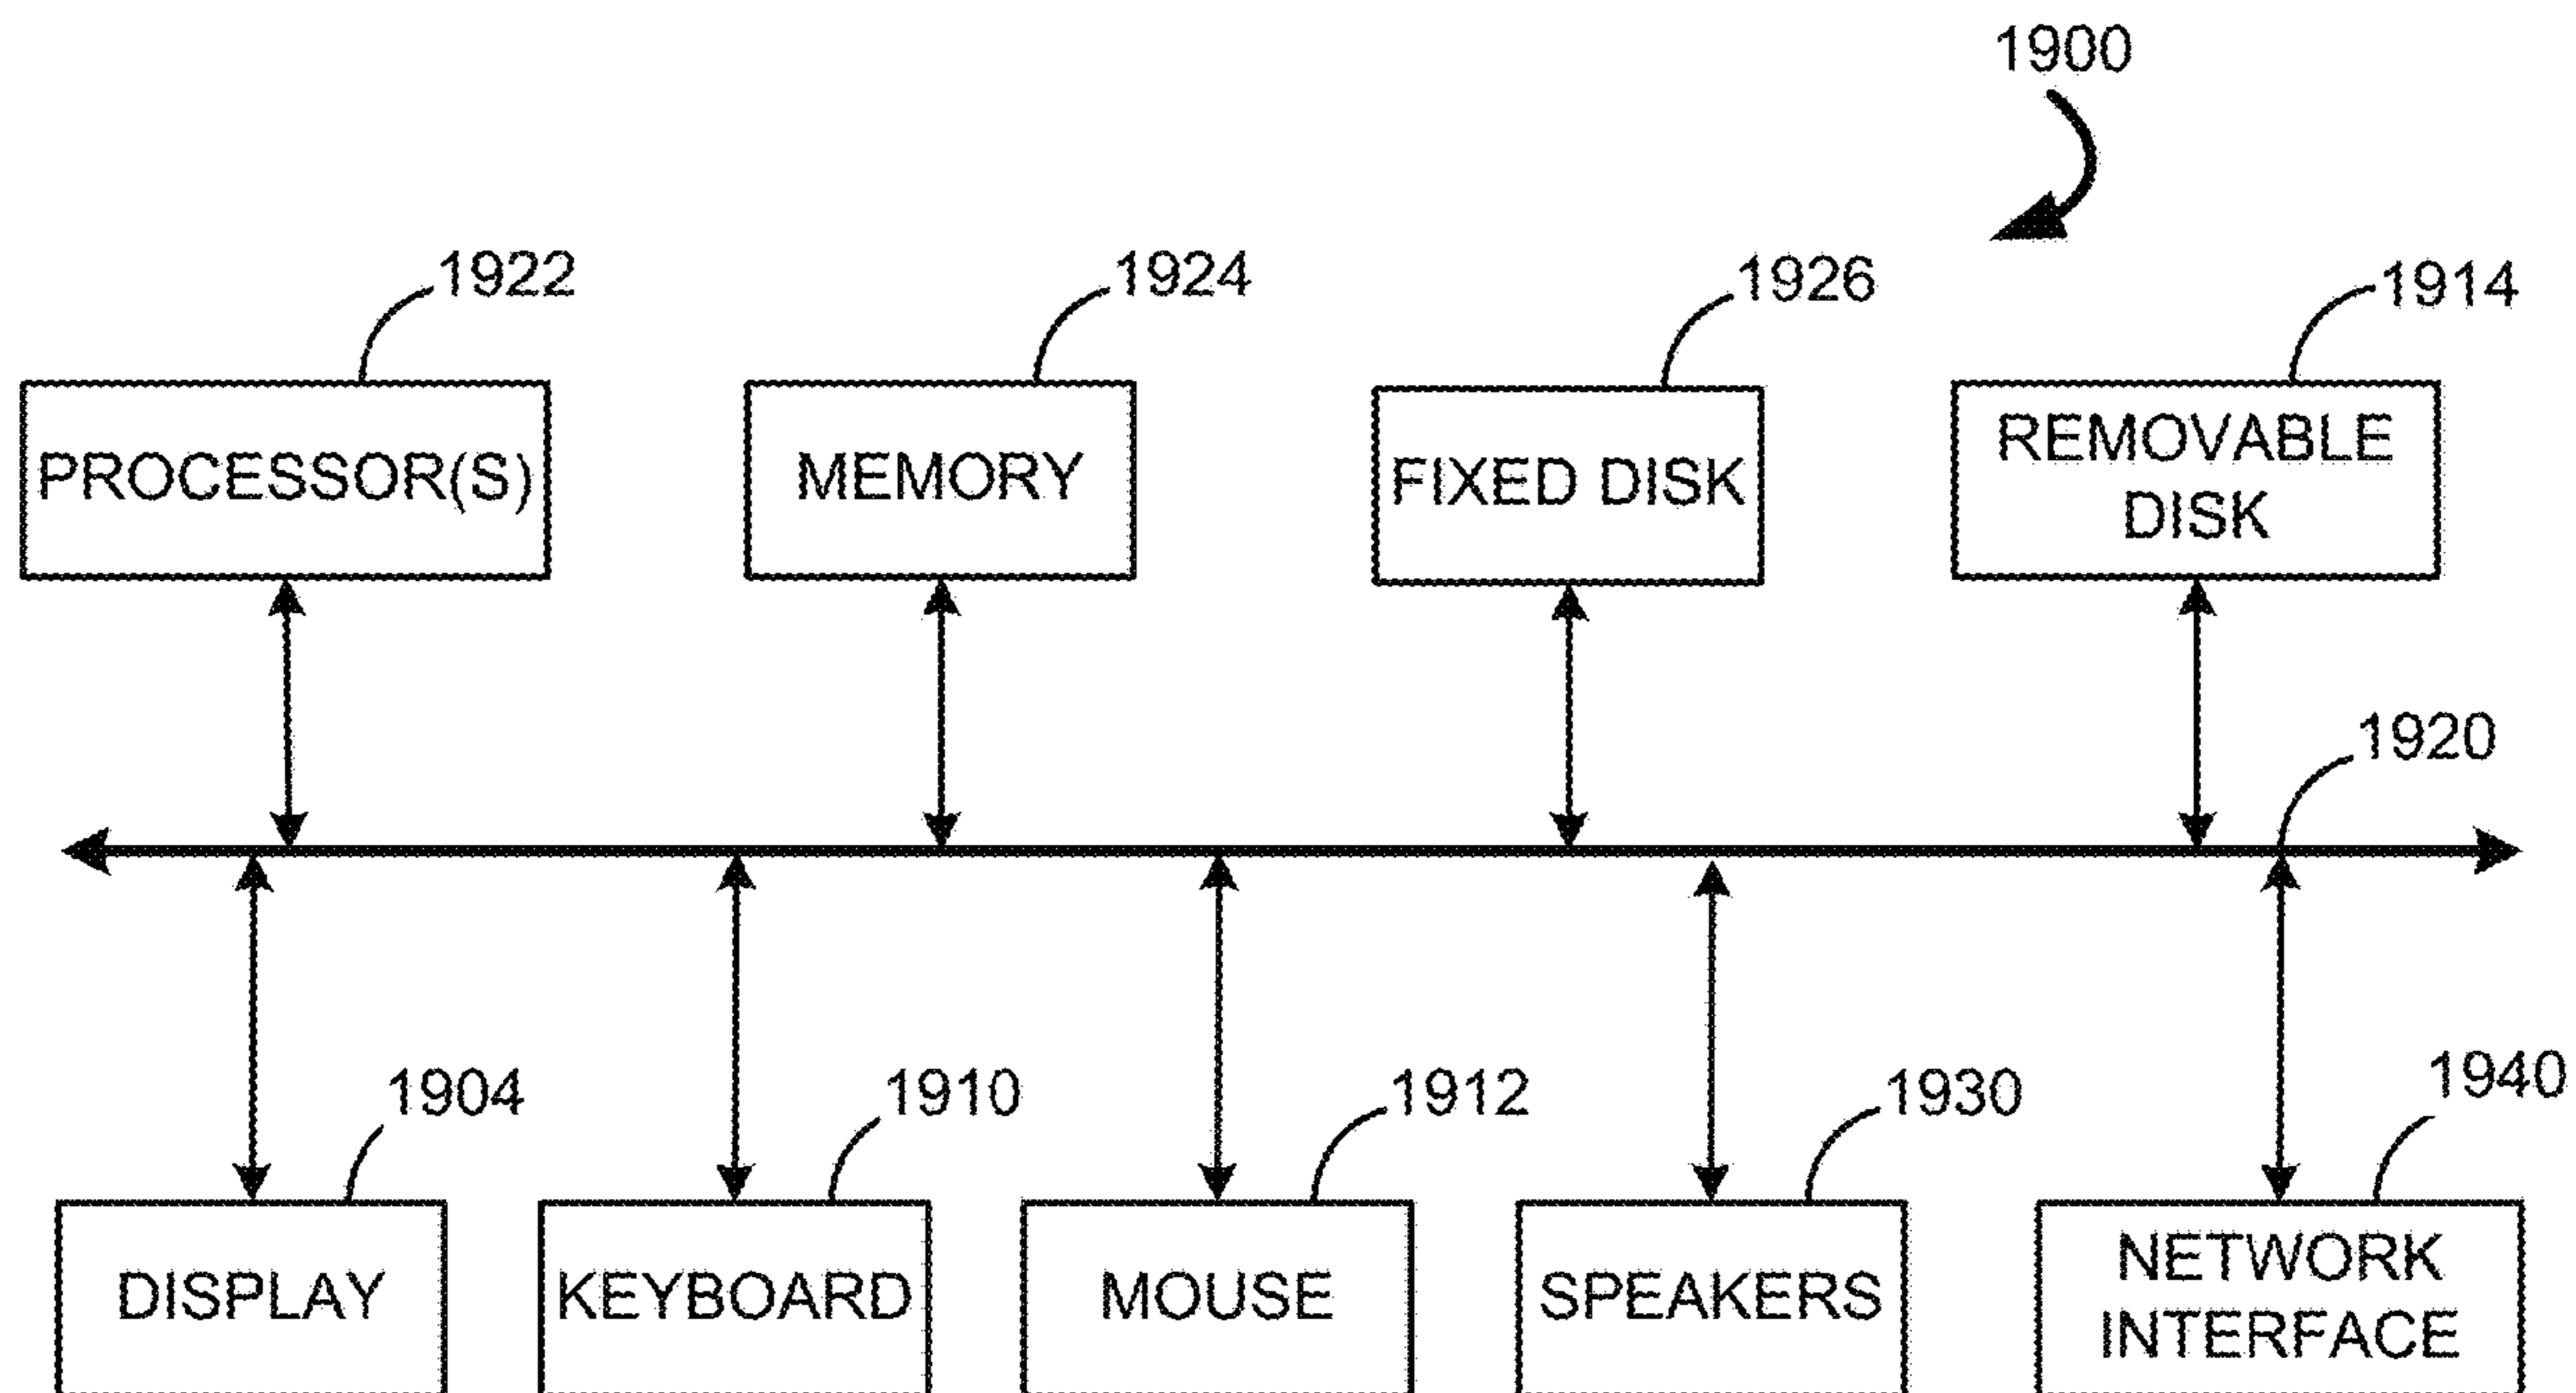 1900
1922
1924
1926
1914
PROCESSOR(S)
MEMORY
FIXED DISK
REMOVABLE
DISK
1920
1904
1910
1912
1930
1940
DISPLAY
KEYBOARD
MOUSE
SPEAKERS
NETWORK
INTERFACE